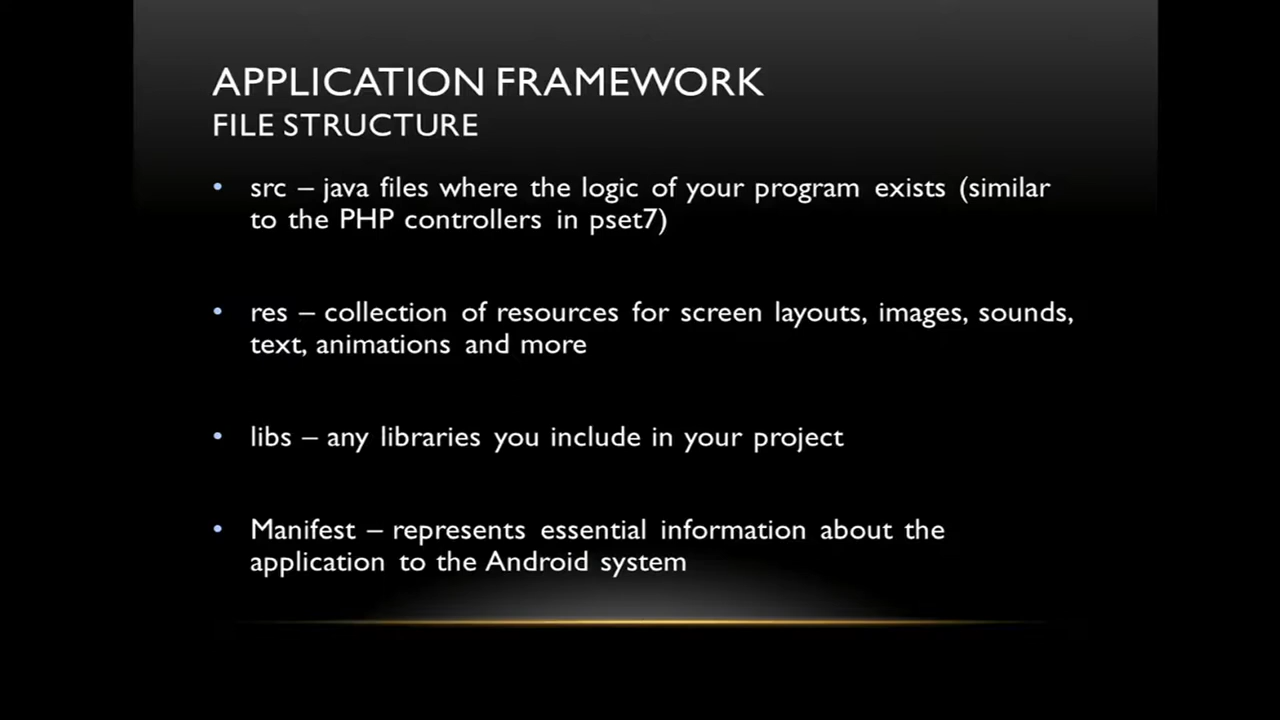 APPLICATION FRAMEWORK
FILE STRUCTURE
• src – java files where the logic of your program exists (similar
to the PHP controllers in pset7)
• res – collection of resources for screen layouts, images, sounds,
text, animations and more
• libs – any libraries you include in your project
• Manifest – represents essential information about the
application to the Android system